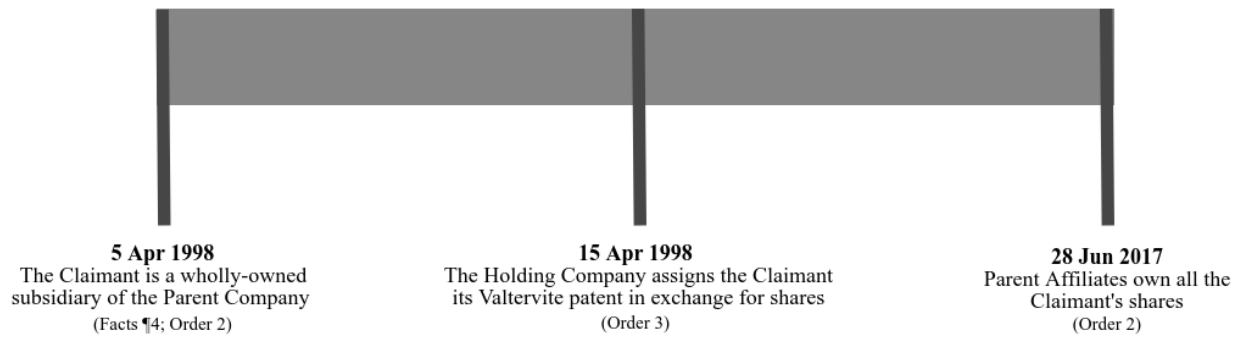 5 Apr 1998
The Claimant is a wholly-owned
subsidiary of the Parent Company
(Facts ¶4; Order 2)
15 Apr 1998
The Holding Company assigns the Claimant
its Valtervite patent in exchange for shares
(Order 3)
28 Jun 2017
Parent Affiliates own all the
Claimant's shares
(Order 2)